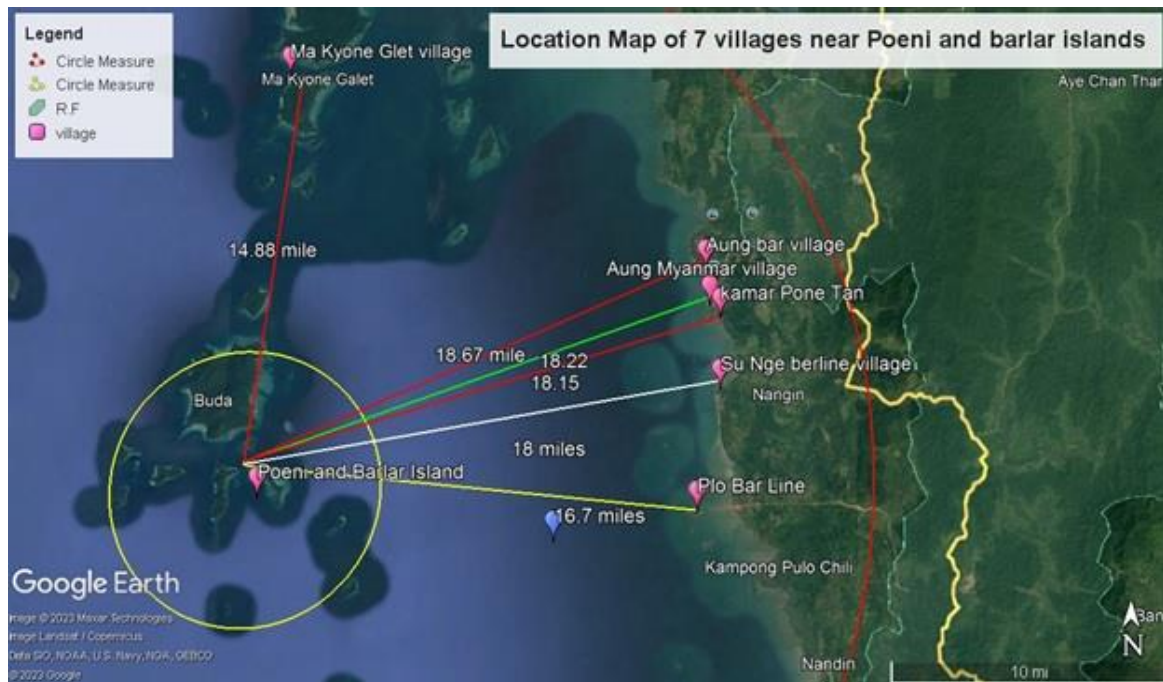 Legend
Circle Measure
Circle Measure
R.F
village
Location Map of 7 villages near Poeni and barlar islands
Ma Kyone Glet village
Ma Kyone Galet
Aye Chan Thar
14.88 mile
Aung bar village
Aung Myanmar village
kamar Pone Tan
18.67 mile
18.22
18.15
Su Nge berline village
Nangin
Buda
18 miles
Poeni and Barlar Island
Plo Bar Line
16.7 miles
Kampong Pulo Chili
Google Earth
Image © 2023 Maxar Technologies
Image Landsat / Copernicus
Data SIO, NOAA, U.S. Navy, NGA, GEBCO
© 2023 Google
Ban
N
Nandin
10 mi